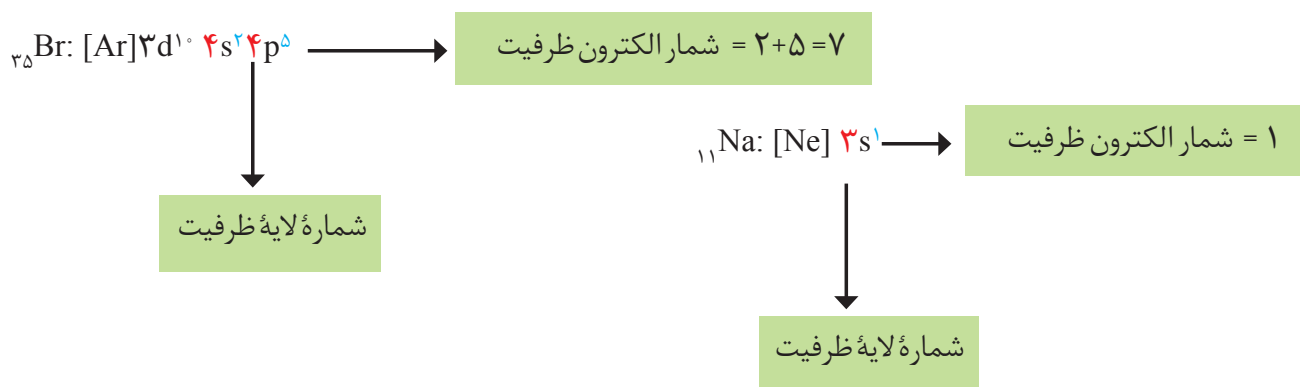 ₃₅Br: [Ar]۳d¹⁰ ۴s²۴p⁵
شمار الکترون ظرفیت = ۲+۵=۷
₁₁Na: [Ne] ۳s¹
شمار الکترون ظرفیت = ۱
شمارهٔ لایهٔ ظرفیت
شمارهٔ لایهٔ ظرفیت